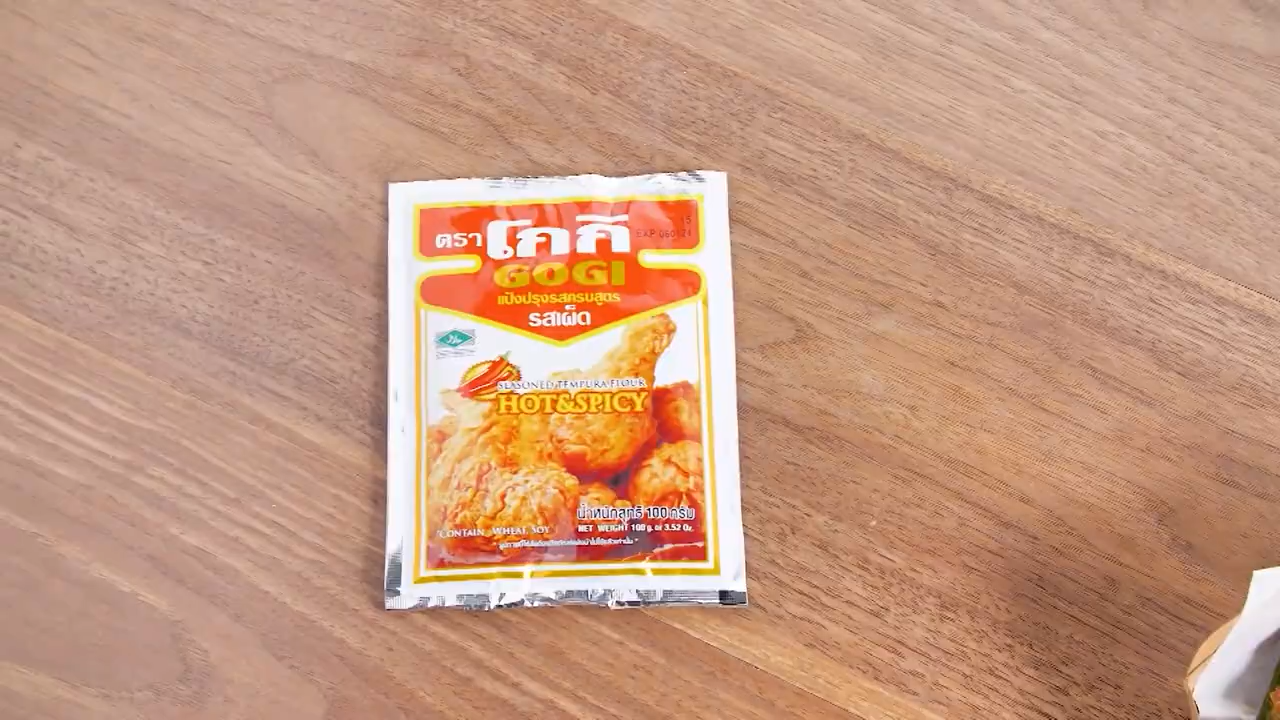 ตรา โกกิ
15
EXP 060124
GOGI
แป้งปรุงรสครบสูตร
รสเผ็ด
SEASONED TEMPURA FLOUR
HOT&SPICY
น้ำหนักสุทธิ 100 กรัม
CONTAIN WHEAT, SOY
NET WEIGHT 100 g. or 3.52 Oz.